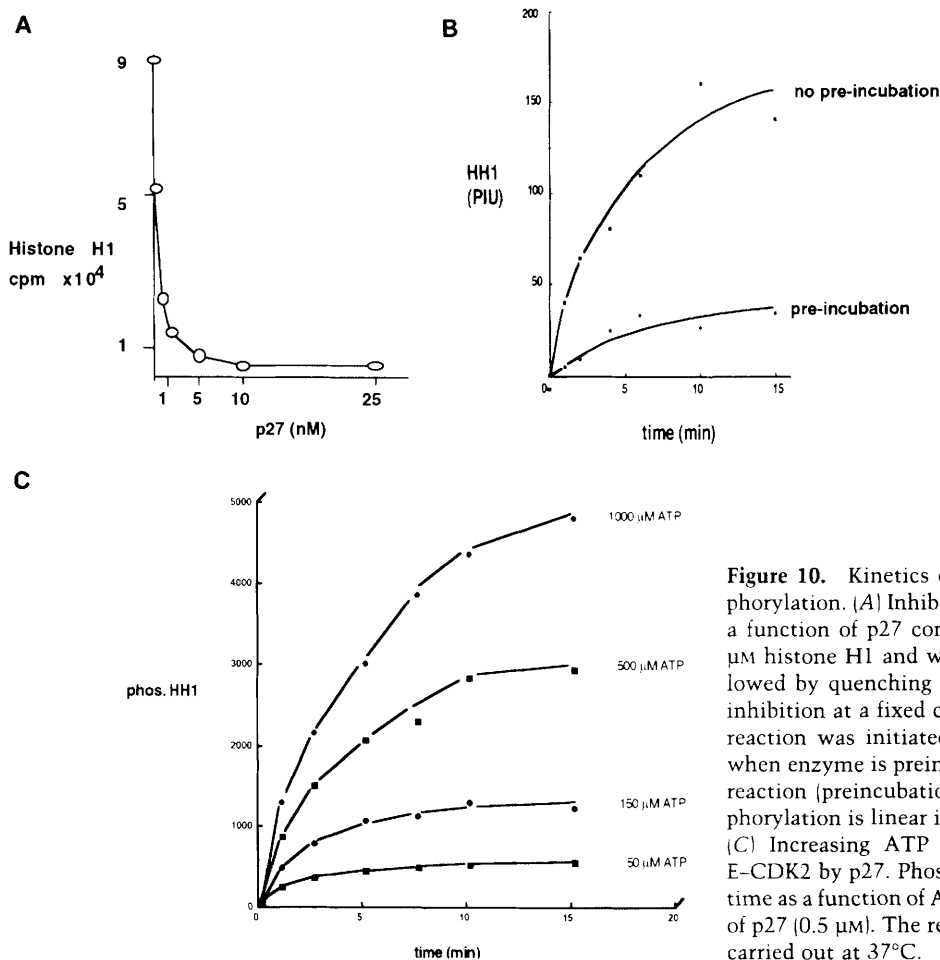 A
9
5
Histone H1
cpm x10^4
1
1 5 10 25
p27 (nM)
B
200
150
HH1
(PIU)
100
50
0
5
10
15
time (min)
no pre-incubation
pre-incubation
C
5000
4000
phos. HH1
3000
2000
1000
0
0 5 10 15 20
time (min)
1000 μM ATP
500 μM ATP
150 μM ATP
50 μM ATP
Figure 10. Kinetics o
phorylation. (A) Inhib
a function of p27 con
μM histone H1 and w
lowed by quenching
inhibition at a fixed c
reaction was initiated
when enzyme is prein
reaction (preincubatio
phorylation is linear i
(C) Increasing ATP
E–CDK2 by p27. Phos
time as a function of A
of p27 (0.5 μM). The re
carried out at 37°C.